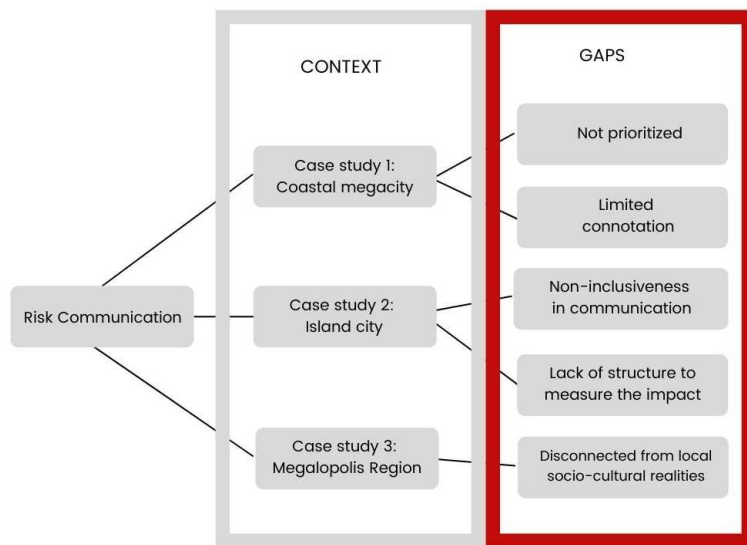 CONTEXT
GAPS
Risk Communication
Case study 1:
Coastal megacity
Not prioritized
Limited
connotation
Case study 2:
Island city
Non-inclusiveness
in communication
Lack of structure to
measure the impact
Case study 3:
Megalopolis Region
Disconnected from local
socio-cultural realities